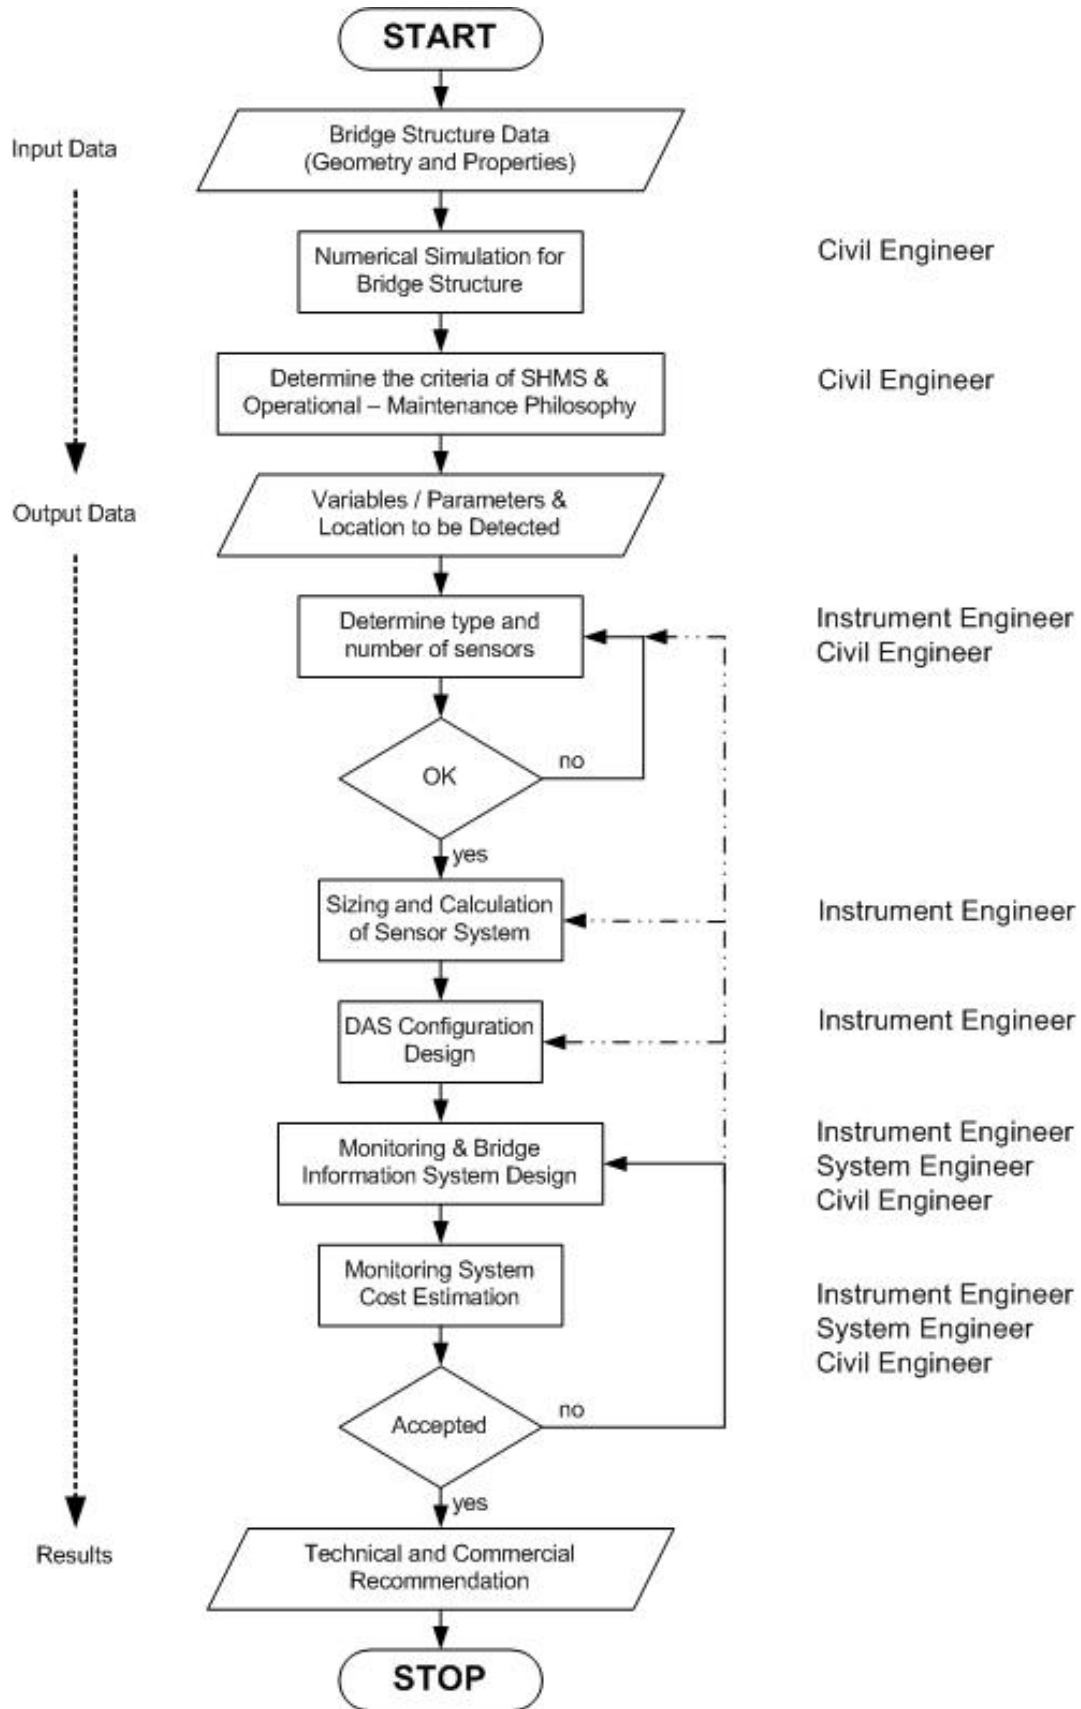 START
Input Data
Bridge Structure Data
(Geometry and Properties)
Numerical Simulation for
Bridge Structure
Civil Engineer
Determine the criteria of SHMS &
Operational – Maintenance Philosophy
Civil Engineer
Output Data
Variables / Parameters &
Location to be Detected
Determine type and
number of sensors
Instrument Engineer
Civil Engineer
OK
no
yes
Sizing and Calculation
of Sensor System
Instrument Engineer
DAS Configuration
Design
Instrument Engineer
Monitoring & Bridge
Information System Design
Instrument Engineer
System Engineer
Civil Engineer
Monitoring System
Cost Estimation
Instrument Engineer
System Engineer
Civil Engineer
Accepted
no
yes
Results
Technical and Commercial
Recommendation
STOP